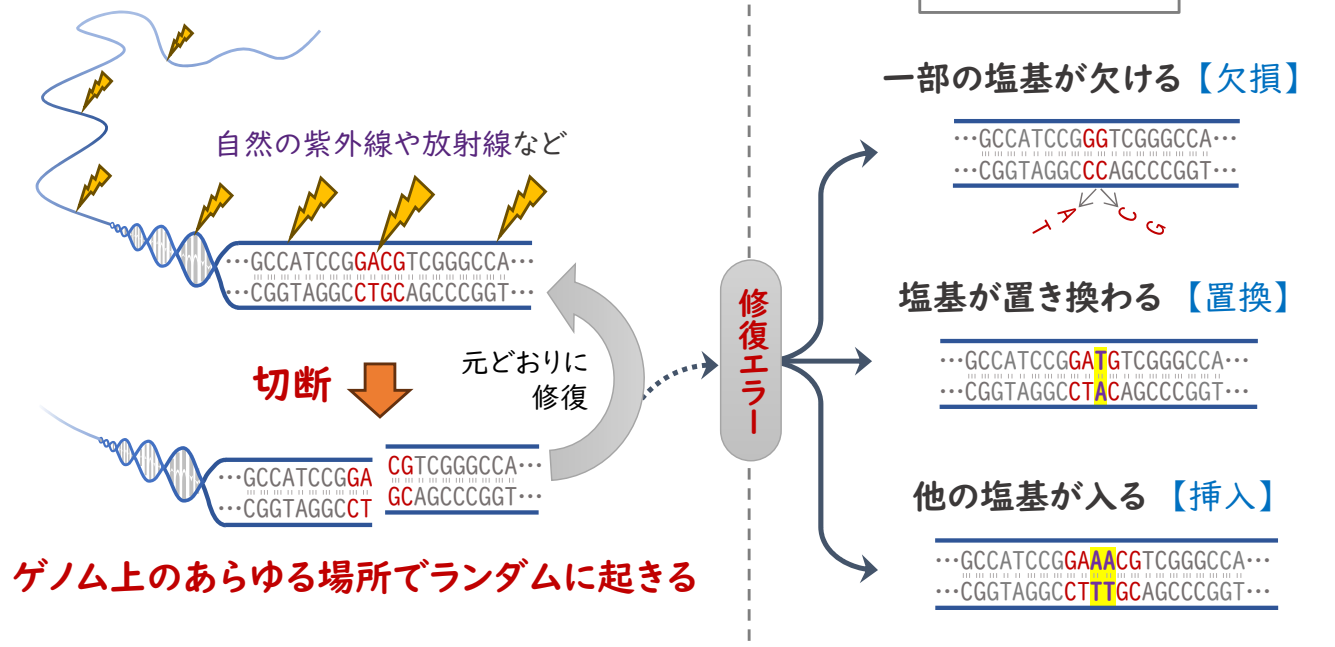 自然の紫外線や放射線など
…GCCATCCGGACGTCGGGCCA…
…CGGTAGGCCTGCAGCCCGGT…
切断
元どおりに
修復
…GCCATCCGGA
…CGGTAGGCCT
CGTCGGGCCA…
GCAGCCCGGT…
ゲノム上のあらゆる場所でランダムに起きる
修復エラー
一部の塩基が欠ける【欠損】
…GCCATCCGGGTCGGGCCA…
…CGGTAGGCCCAGCCCGGT…
A
T
C
G
塩基が置き換わる【置換】
…GCCATCCGGATGTCGGGCCA…
…CGGTAGGCCTACAGCCCGGT…
他の塩基が入る【挿入】
…GCCATCCGGAAACGTCGGGCCA…
…CGGTAGGCCTTTGCAGCCCGGT…